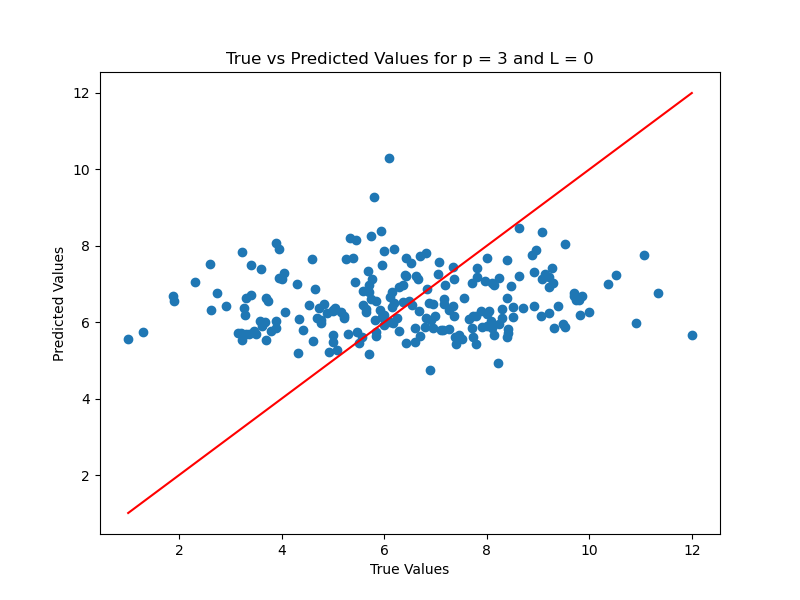 True vs Predicted Values for p = 3 and L = 0
12
10
8
6
4
2
Predicted Values
2 4 6 8 10 12
True Values